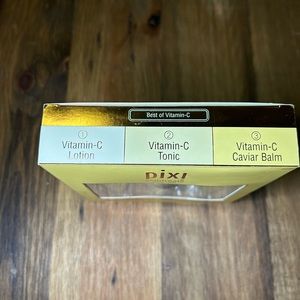 Best of Vitamin-C
① Vitamin-C Lotion
② Vitamin-C Tonic
③ Vitamin-C Caviar Balm
pixi